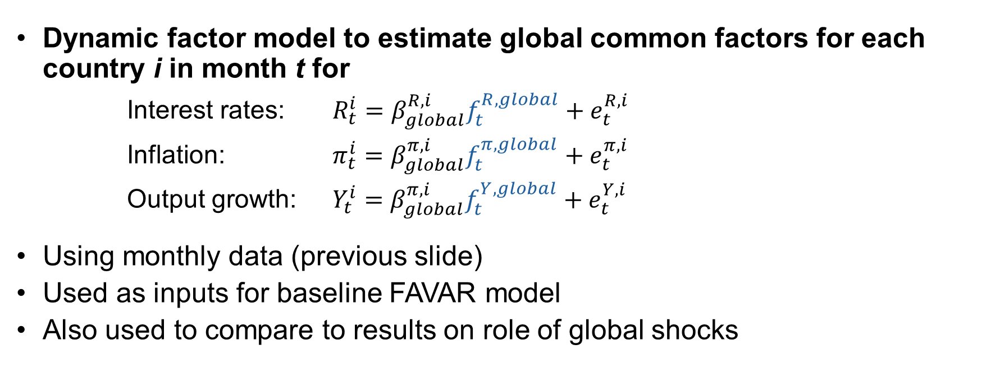 • Dynamic factor model to estimate global common factors for each
country i in month t for
Interest rates: $R_t^i = \beta_{global}^{R,i} f_t^{R,global} + e_t^{R,i}$
Inflation: $\pi_t^i = \beta_{global}^{\pi,i} f_t^{\pi,global} + e_t^{\pi,i}$
Output growth: $Y_t^i = \beta_{global}^{\pi,i} f_t^{Y,global} + e_t^{Y,i}$
• Using monthly data (previous slide)
• Used as inputs for baseline FAVAR model
• Also used to compare to results on role of global shocks